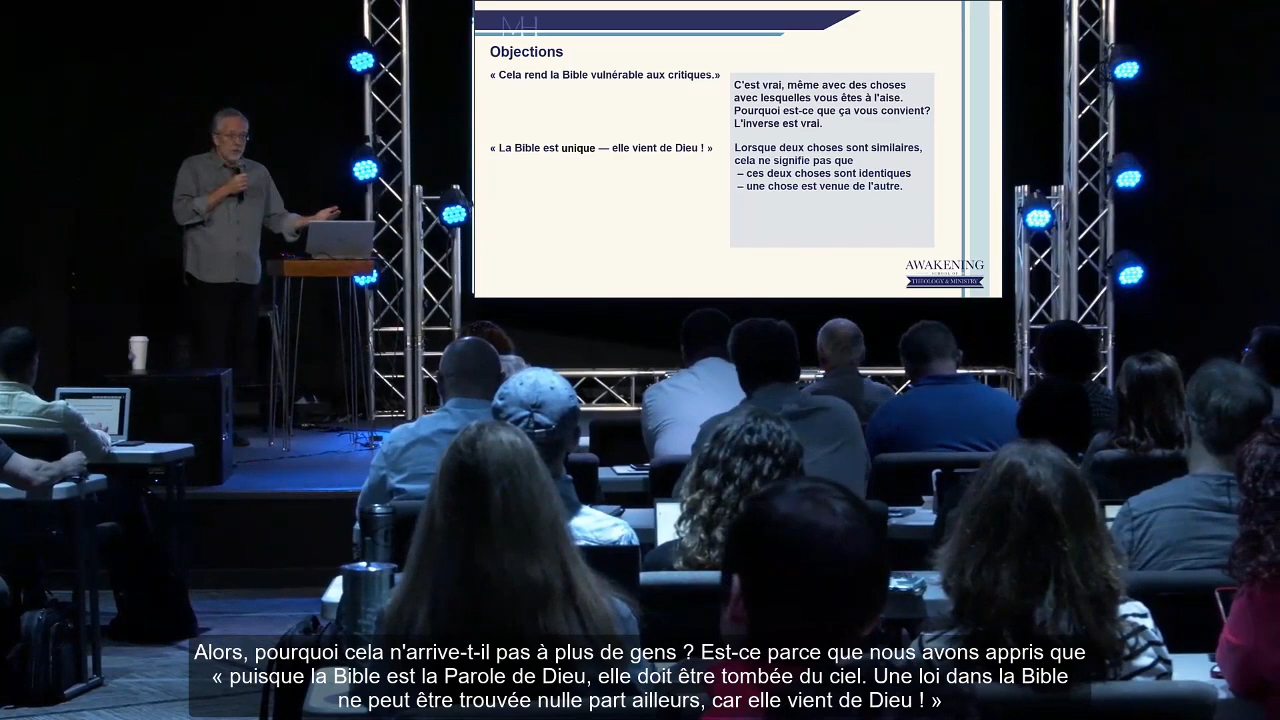 MH
Objections
« Cela rend la Bible vulnérable aux critiques.»
C'est vrai, même avec des choses
avec lesquelles vous êtes à l'aise.
Pourquoi est-ce que ça vous convient?
L'inverse est vrai.
« La Bible est unique — elle vient de Dieu ! »
Lorsque deux choses sont similaires,
cela ne signifie pas que
– ces deux choses sont identiques
– une chose est venue de l'autre.
AWAKENING
SCHOOL OF
THEOLOGY & MINISTRY
Alors, pourquoi cela n'arrive-t-il pas à plus de gens ? Est-ce parce que nous avons appris que
« puisque la Bible est la Parole de Dieu, elle doit être tombée du ciel. Une loi dans la Bible
ne peut être trouvée nulle part ailleurs, car elle vient de Dieu ! »